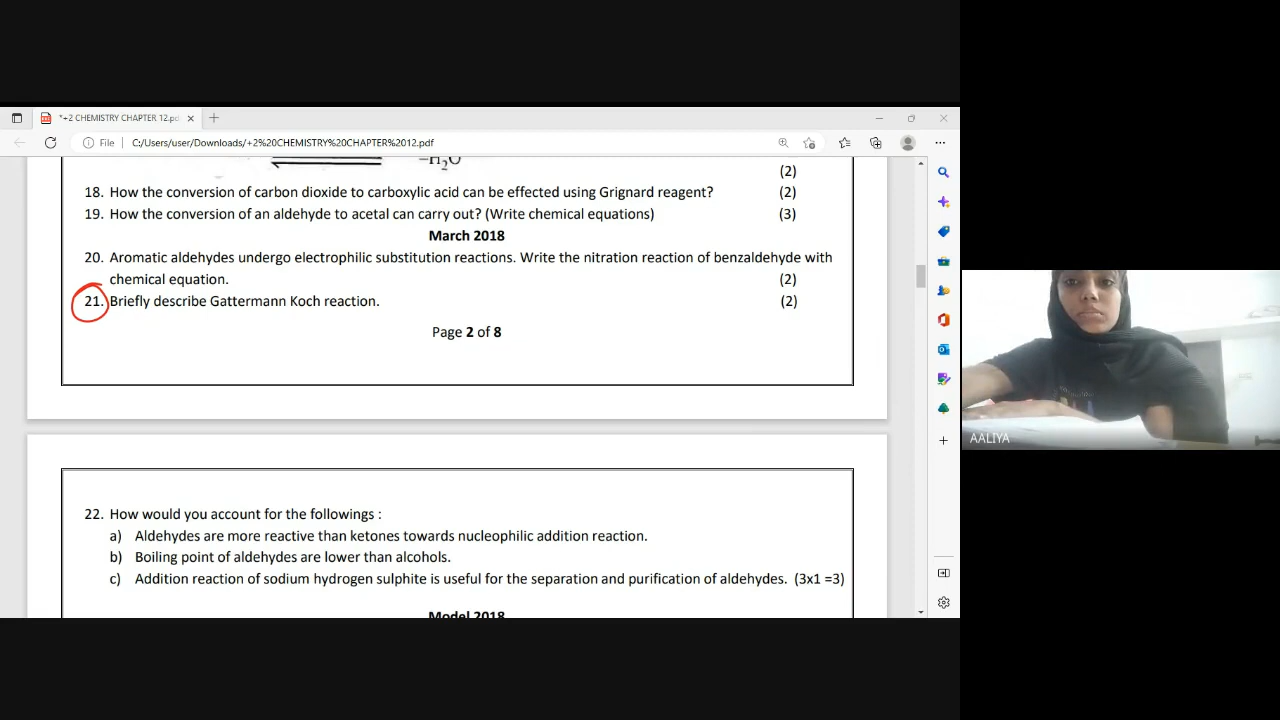 *+2 CHEMISTRY CHAPTER 12.pd
File C:/Users/user/Downloads/+2%20CHEMISTRY%20CHAPTER%2012.pdf
−H₂O
(2)
18. How the conversion of carbon dioxide to carboxylic acid can be effected using Grignard reagent? (2)
19. How the conversion of an aldehyde to acetal can carry out? (Write chemical equations) (3)
March 2018
20. Aromatic aldehydes undergo electrophilic substitution reactions. Write the nitration reaction of benzaldehyde with
chemical equation. (2)
21. Briefly describe Gattermann Koch reaction. (2)
Page 2 of 8
22. How would you account for the followings :
a) Aldehydes are more reactive than ketones towards nucleophilic addition reaction.
b) Boiling point of aldehydes are lower than alcohols.
c) Addition reaction of sodium hydrogen sulphite is useful for the separation and purification of aldehydes. (3x1 =3)
Model 2018
AALIYA